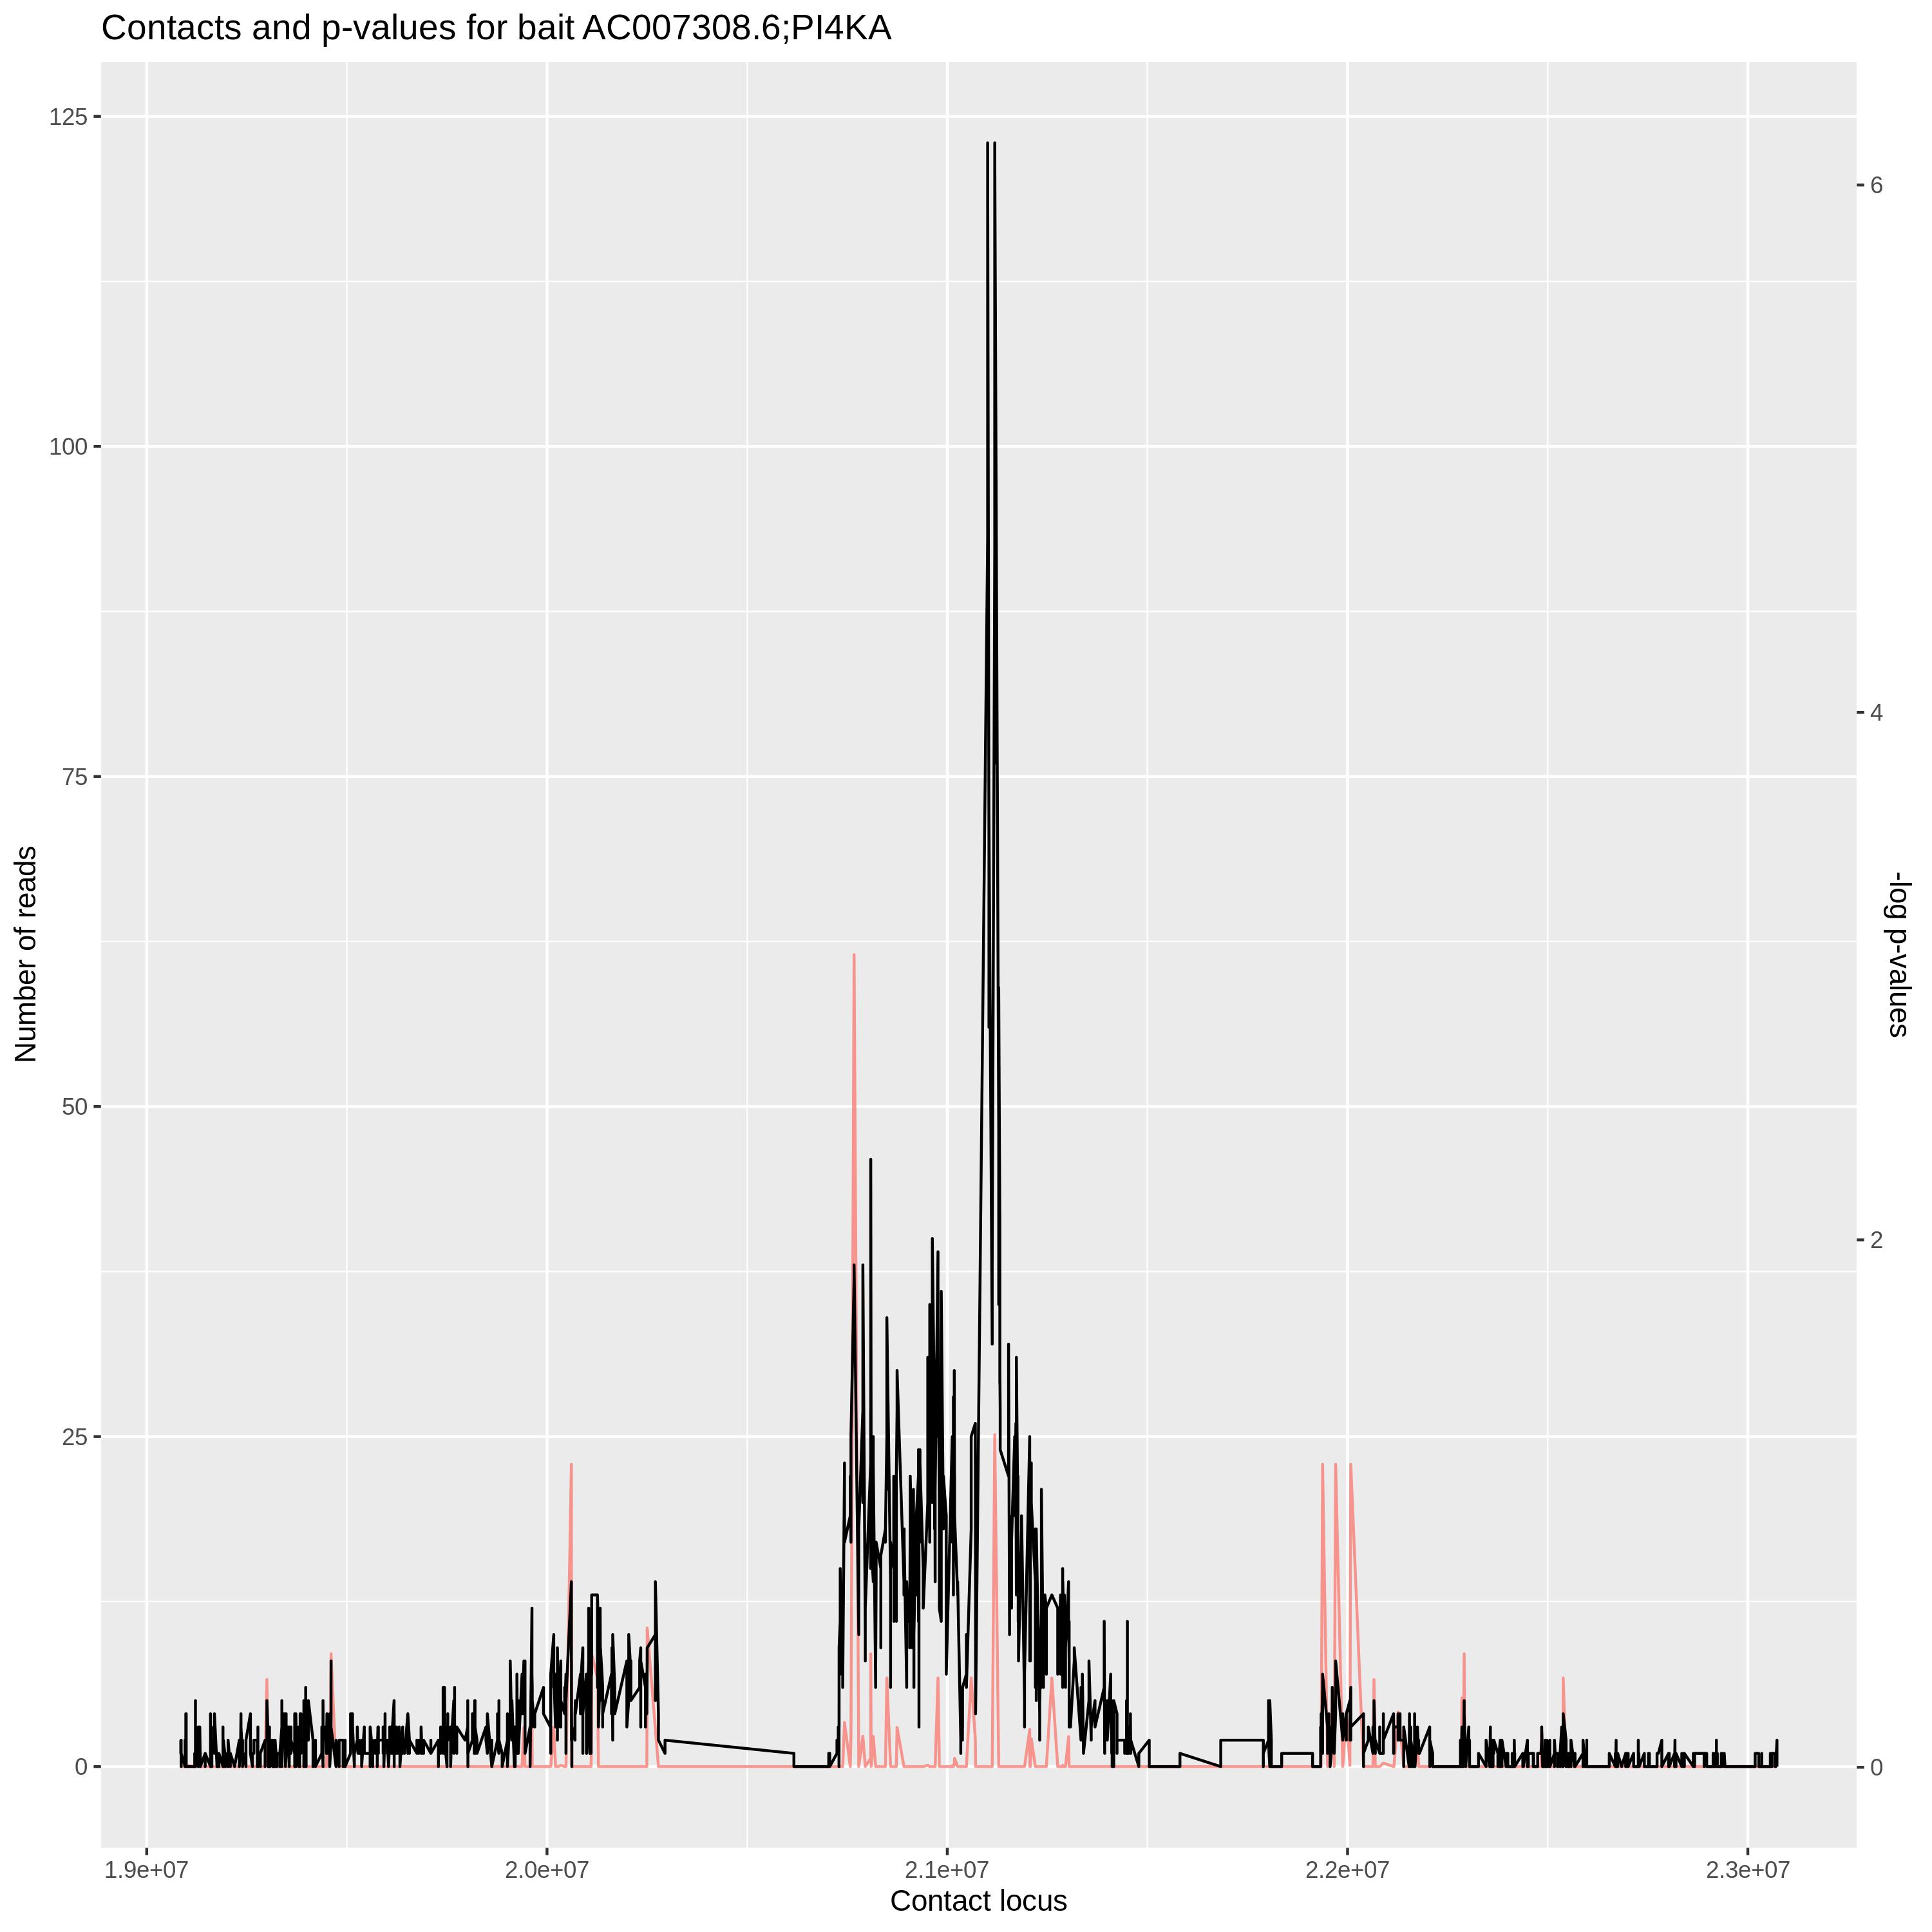 Contacts and p-values for bait AC007308.6;PI4KA
125
100
75
50
25
0
Number of reads
6
4
2
0
-log p-values
1.9e+07
2.0e+07
2.1e+07
2.2e+07
2.3e+07
Contact locus